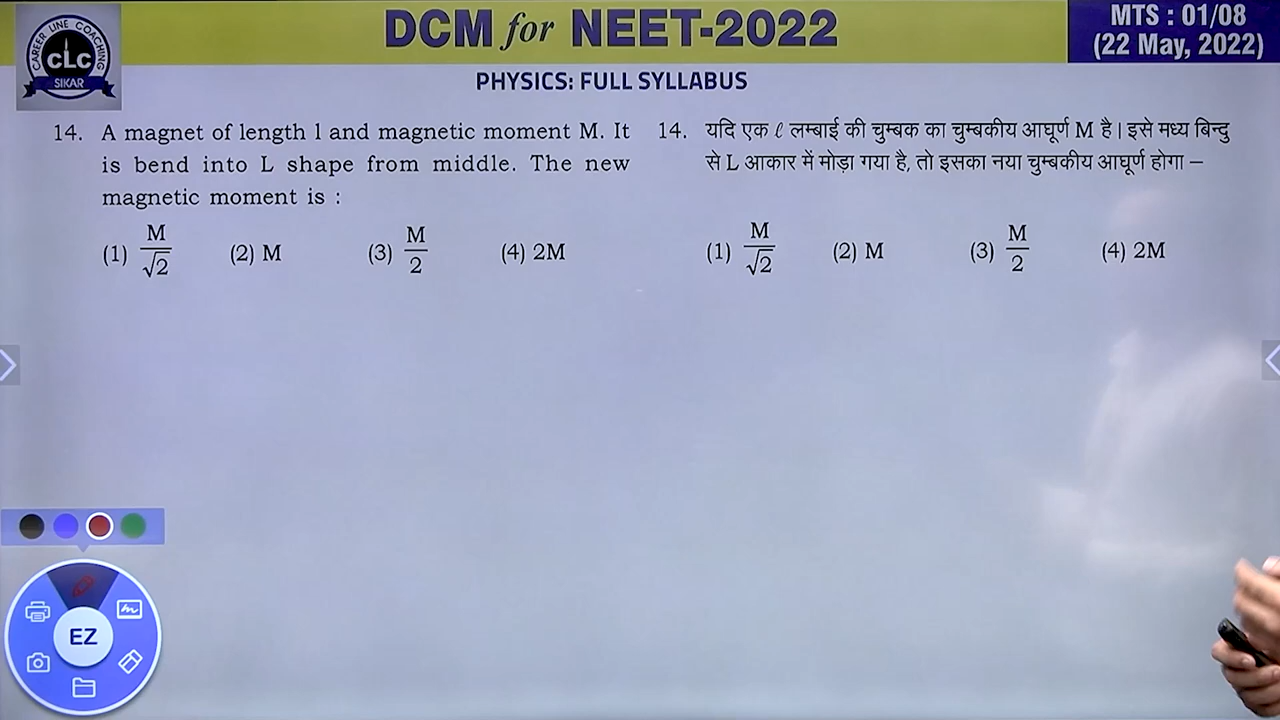 DCM for NEET-2022
MTS : 01/08
(22 May, 2022)
CAREER LINE COACHING
CLC
SIKAR
PHYSICS: FULL SYLLABUS
14. A magnet of length l and magnetic moment M. It
is bend into L shape from middle. The new
magnetic moment is :
(1) M/√2 (2) M (3) M/2 (4) 2M
14. यदि एक ℓ लम्बाई की चुम्बक का चुम्बकीय आघूर्ण M है। इसे मध्य बिन्दु
से L आकार में मोड़ा गया है, तो इसका नया चुम्बकीय आघूर्ण होगा –
(1) M/√2 (2) M (3) M/2 (4) 2M
EZ